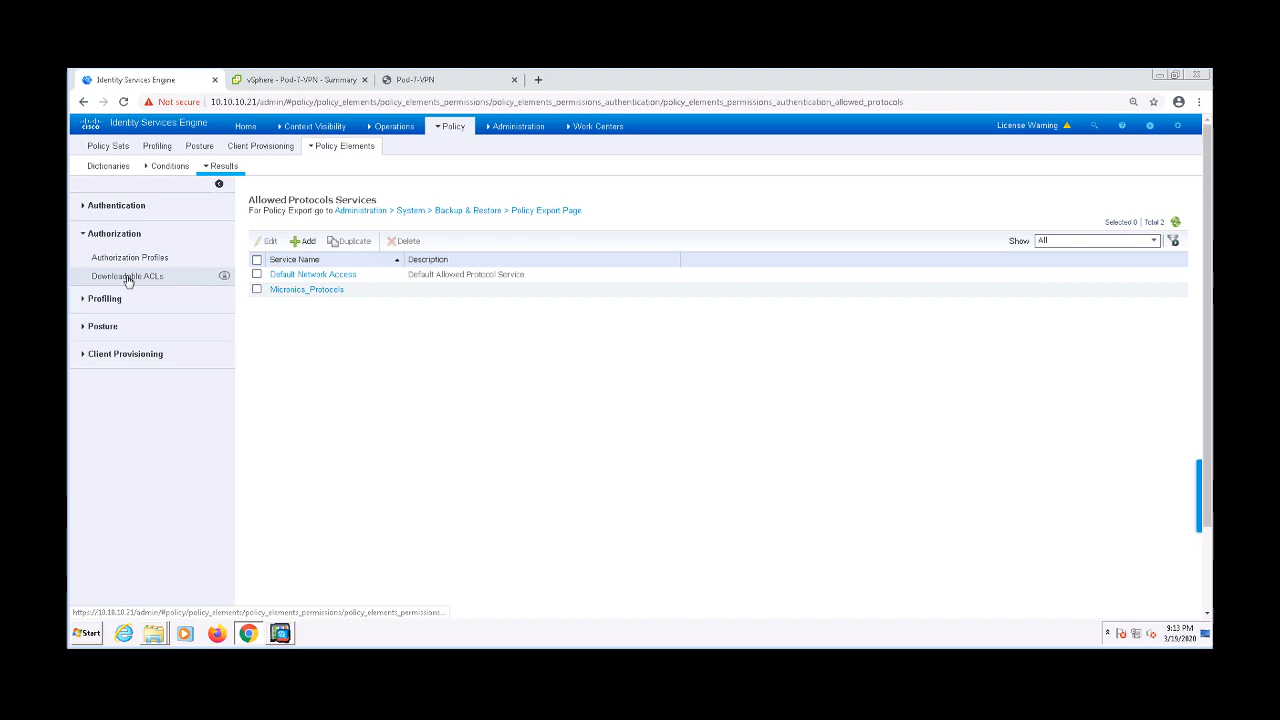 Identity Services Engine
vSphere - Pod-7-VPN - Summary
Pod-7-VPN
Not secure
10.10.10.21/admin/#policy/policy_elements/policy_elements_permissions/policy_elements_permissions_authentication/policy_elements_permissions_authentication_allowed_protocols
cisco
Identity Services Engine
Home
Context Visibility
Operations
Policy
Administration
Work Centers
License Warning
Policy Sets
Profiling
Posture
Client Provisioning
Policy Elements
Dictionaries
Conditions
Results
Authentication
Authorization
Authorization Profiles
Downloadable ACLs
Profiling
Posture
Client Provisioning
Allowed Protocols Services
For Policy Export go to Administration > System > Backup & Restore > Policy Export Page
Selected 0 | Total 2
Edit
Add
Duplicate
Delete
Show
All
Service Name
Description
Default Network Access
Default Allowed Protocol Service
Micronics_Protocols
https://10.10.10.21/admin/#policy/policy_elements/policy_elements_permissions/policy_elements_permissions...
Start
9:13 PM
3/19/2020